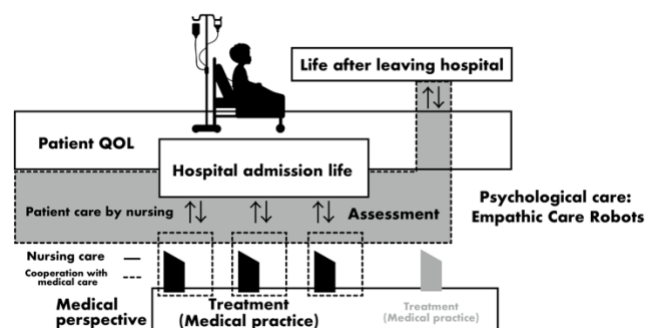 Life after leaving hospital
Patient QOL
Hospital admission life
Patient care by nursing
Assessment
Psychological care:
Empathic Care Robots
Nursing care
Cooperation with
medical care
Medical
perspective
Treatment
(Medical practice)
Treatment
(Medical practice)